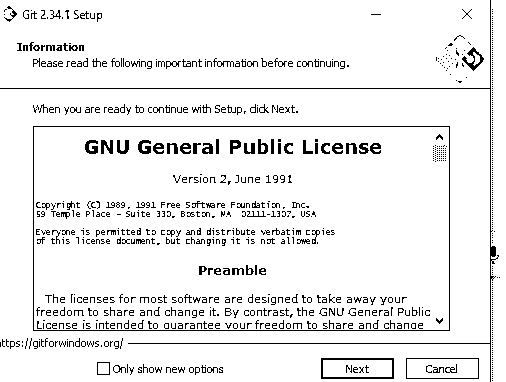 Git 2.34.1 Setup
Information
Please read the following important information before continuing.
When you are ready to continue with Setup, click Next.
GNU General Public License
Version 2, June 1991
Copyright (C) 1989, 1991 Free Software Foundation, Inc.
59 Temple Place - Suite 330, Boston, MA 02111-1307, USA
Everyone is permitted to copy and distribute verbatim copies
of this license document, but changing it is not allowed.
Preamble
The licenses for most software are designed to take away your
freedom to share and change it. By contrast, the GNU General Public
License is intended to guarantee your freedom to share and change
ttps://gitforwindows.org/
Only show new options
Next
Cancel